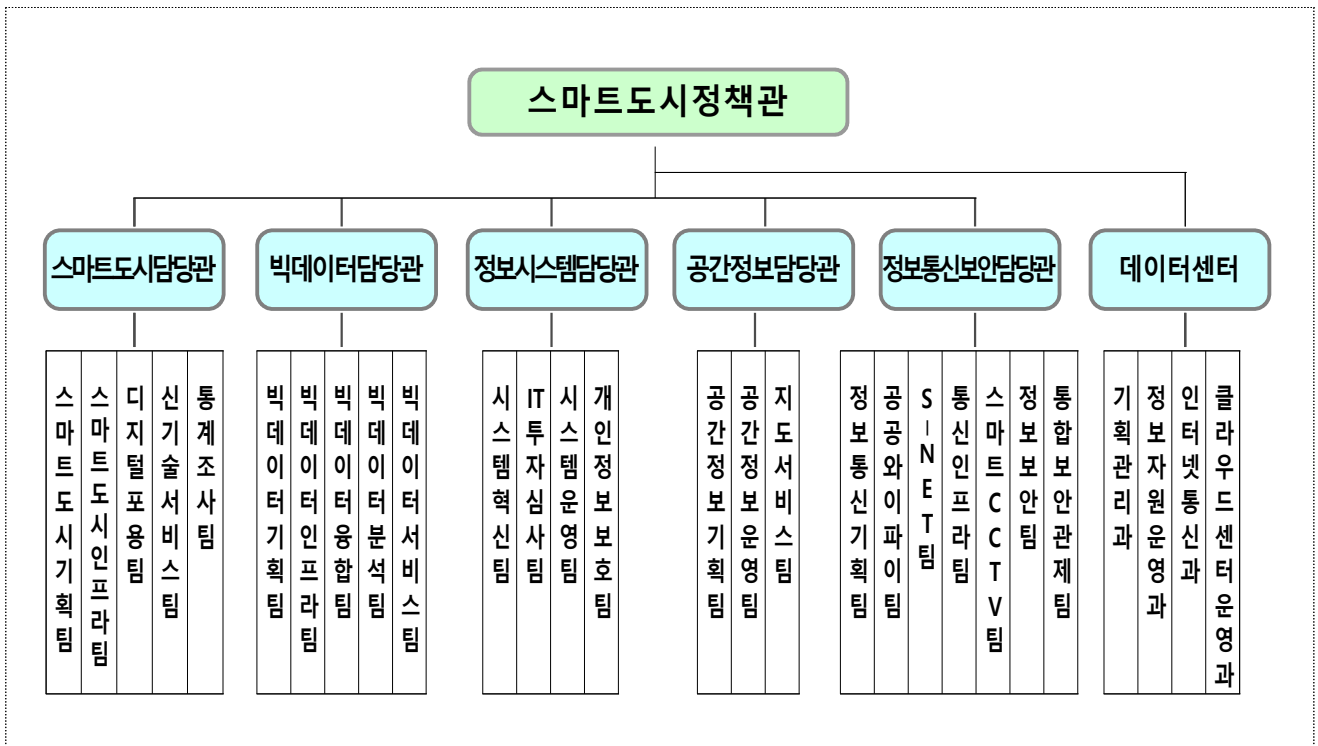 스마트도시정책관
스마트도시담당관
빅데이터담당관
정보시스템담당관
공간정보담당관
정보통신보안담당관
데이터센터
스마트도시기획팀
스마트도시인프라팀
디지털포용팀
신기술서비스팀
통계조사팀
빅데이터기획팀
빅데이터인프라팀
빅데이터융합팀
빅데이터분석팀
빅데이터서비스팀
시스템혁신팀
IT투자심사팀
시스템운영팀
개인정보보호팀
공간정보기획팀
공간정보운영팀
지도서비스팀
정보통신기획팀
공공와이파이팀
S-NET팀
통신인프라팀
스마트CCTV팀
정보보안팀
통합보안관제팀
기획관리과
정보자원운영과
인터넷통신과
클라우드센터운영과